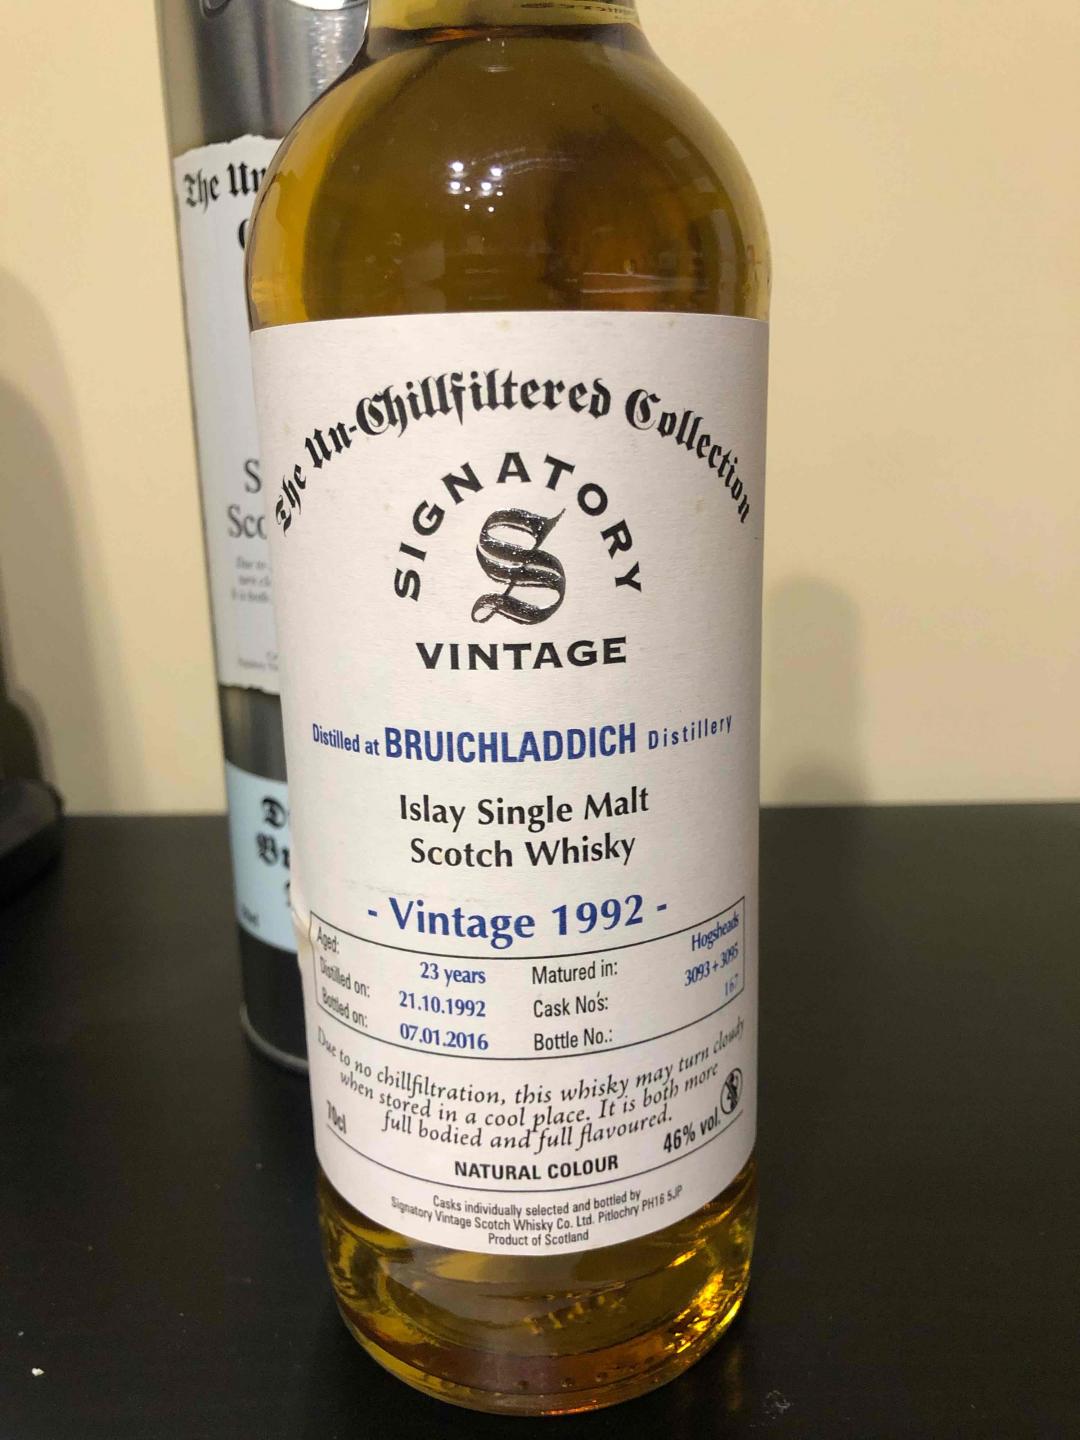 The Un-Chillfiltered Collection
SIGNATORY
S
VINTAGE
Distilled at BRUICHLADDICH Distillery
Islay Single Malt
Scotch Whisky
- Vintage 1992 -
Aged: 23 years Matured in: Hogsheads
Distilled on: 21.10.1992 Cask No's: 3093 + 3095
Bottled on: 07.01.2016 Bottle No.: 167
Due to no chillfiltration, this whisky may turn cloudy
when stored in a cool place. It is both more
full bodied and full flavoured.
70cl 46% vol.
NATURAL COLOUR
Casks individually selected and bottled by
Signatory Vintage Scotch Whisky Co. Ltd. Pitlochry PH16 5JP
Product of Scotland
The Un
S
Sco